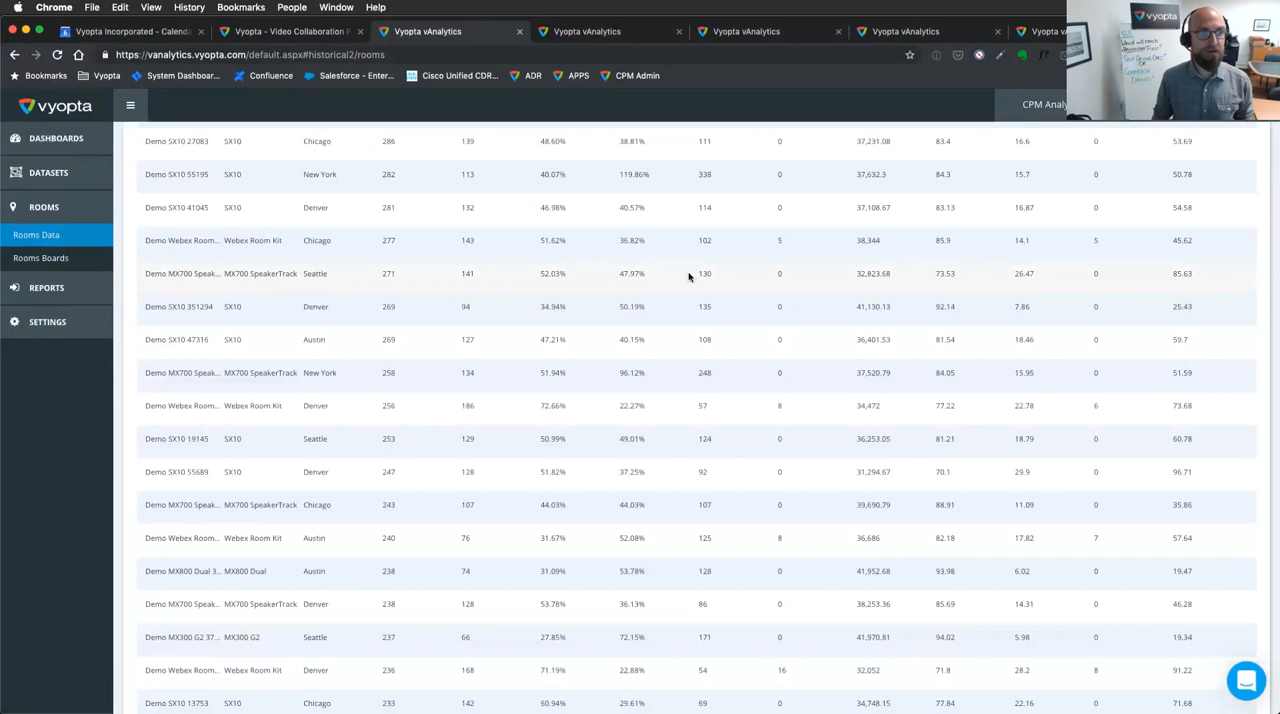 Chrome File Edit View History Bookmarks People Window Help
Vyopta Incorporated - Calend
Vyopta - Video Collaboration P
Vyopta vAnalytics
Vyopta vAnalytics
Vyopta vAnalytics
Vyopta vAnalytics
https://vanalytics.vyopta.com/default.aspx#historical2/rooms
Bookmarks Vyopta System Dashboar... Confluence Salesforce - Enter... Cisco Unified CDR... ADR APPS CPM Admin
vyopta
vyopta
CPM Analy
DASHBOARDS
DATASETS
ROOMS
Rooms Data
Rooms Boards
REPORTS
SETTINGS
Demo SX10 27083 SX10 Chicago 286 139 48.60% 38.81% 111 0 37,231.08 83.4 16.6 0 53.69
Demo SX10 55195 SX10 New York 282 113 40.07% 119.86% 338 0 37,632.3 84.3 15.7 0 50.78
Demo SX10 41045 SX10 Denver 281 132 46.98% 40.57% 114 0 37,108.67 83.13 16.87 0 54.58
Demo Webex Room... Webex Room Kit Chicago 277 143 51.62% 36.82% 102 5 38,344 85.9 14.1 5 45.62
Demo MX700 Speak... MX700 SpeakerTrack Seattle 271 141 52.03% 47.97% 130 0 32,823.68 73.53 26.47 0 85.63
Demo SX10 351294 SX10 Denver 269 94 34.94% 50.19% 135 0 41,130.13 92.14 7.86 0 25.43
Demo SX10 47316 SX10 Austin 269 127 47.21% 40.15% 108 0 36,401.53 81.54 18.46 0 59.7
Demo MX700 Speak... MX700 SpeakerTrack New York 258 134 51.94% 96.12% 248 0 37,520.79 84.05 15.95 0 51.59
Demo Webex Room... Webex Room Kit Denver 256 186 72.66% 22.27% 57 8 34,472 77.22 22.78 6 73.68
Demo SX10 19145 SX10 Seattle 253 129 50.99% 49.01% 124 0 36,253.05 81.21 18.79 0 60.78
Demo SX10 55689 SX10 Denver 247 128 51.82% 37.25% 92 0 31,294.67 70.1 29.9 0 96.71
Demo MX700 Speak... MX700 SpeakerTrack Chicago 243 107 44.03% 44.03% 107 0 39,690.79 88.91 11.09 0 35.86
Demo Webex Room... Webex Room Kit Austin 240 76 31.67% 52.08% 125 8 36,686 82.18 17.82 7 57.64
Demo MX800 Dual 3... MX800 Dual Austin 238 74 31.09% 53.78% 128 0 41,952.68 93.98 6.02 0 19.47
Demo MX700 Speak... MX700 SpeakerTrack Denver 238 128 53.78% 36.13% 86 0 38,253.36 85.69 14.31 0 46.28
Demo MX300 G2 37... MX300 G2 Seattle 237 66 27.85% 72.15% 171 0 41,970.81 94.02 5.98 0 19.34
Demo Webex Room... Webex Room Kit Denver 236 168 71.19% 22.88% 54 16 32,052 71.8 28.2 8 91.22
Demo SX10 13753 SX10 Chicago 233 142 60.94% 29.61% 69 0 34,748.15 77.84 22.16 0 71.68